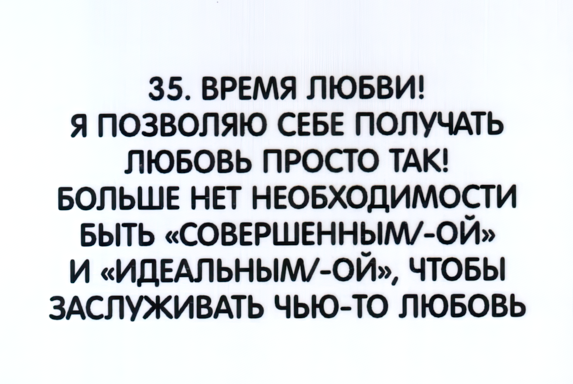 35. ВРЕМЯ ЛЮБВИ!
Я ПОЗВОЛЯЮ СЕБЕ ПОЛУЧАТЬ
ЛЮБОВЬ ПРОСТО ТАК!
БОЛЬШЕ НЕТ НЕОБХОДИМОСТИ
БЫТЬ «СОВЕРШЕННЫМ/-ОЙ»
И «ИДЕАЛЬНЫМ/-ОЙ», ЧТОБЫ
ЗАСЛУЖИВАТЬ ЧЬЮ-ТО ЛЮБОВЬ